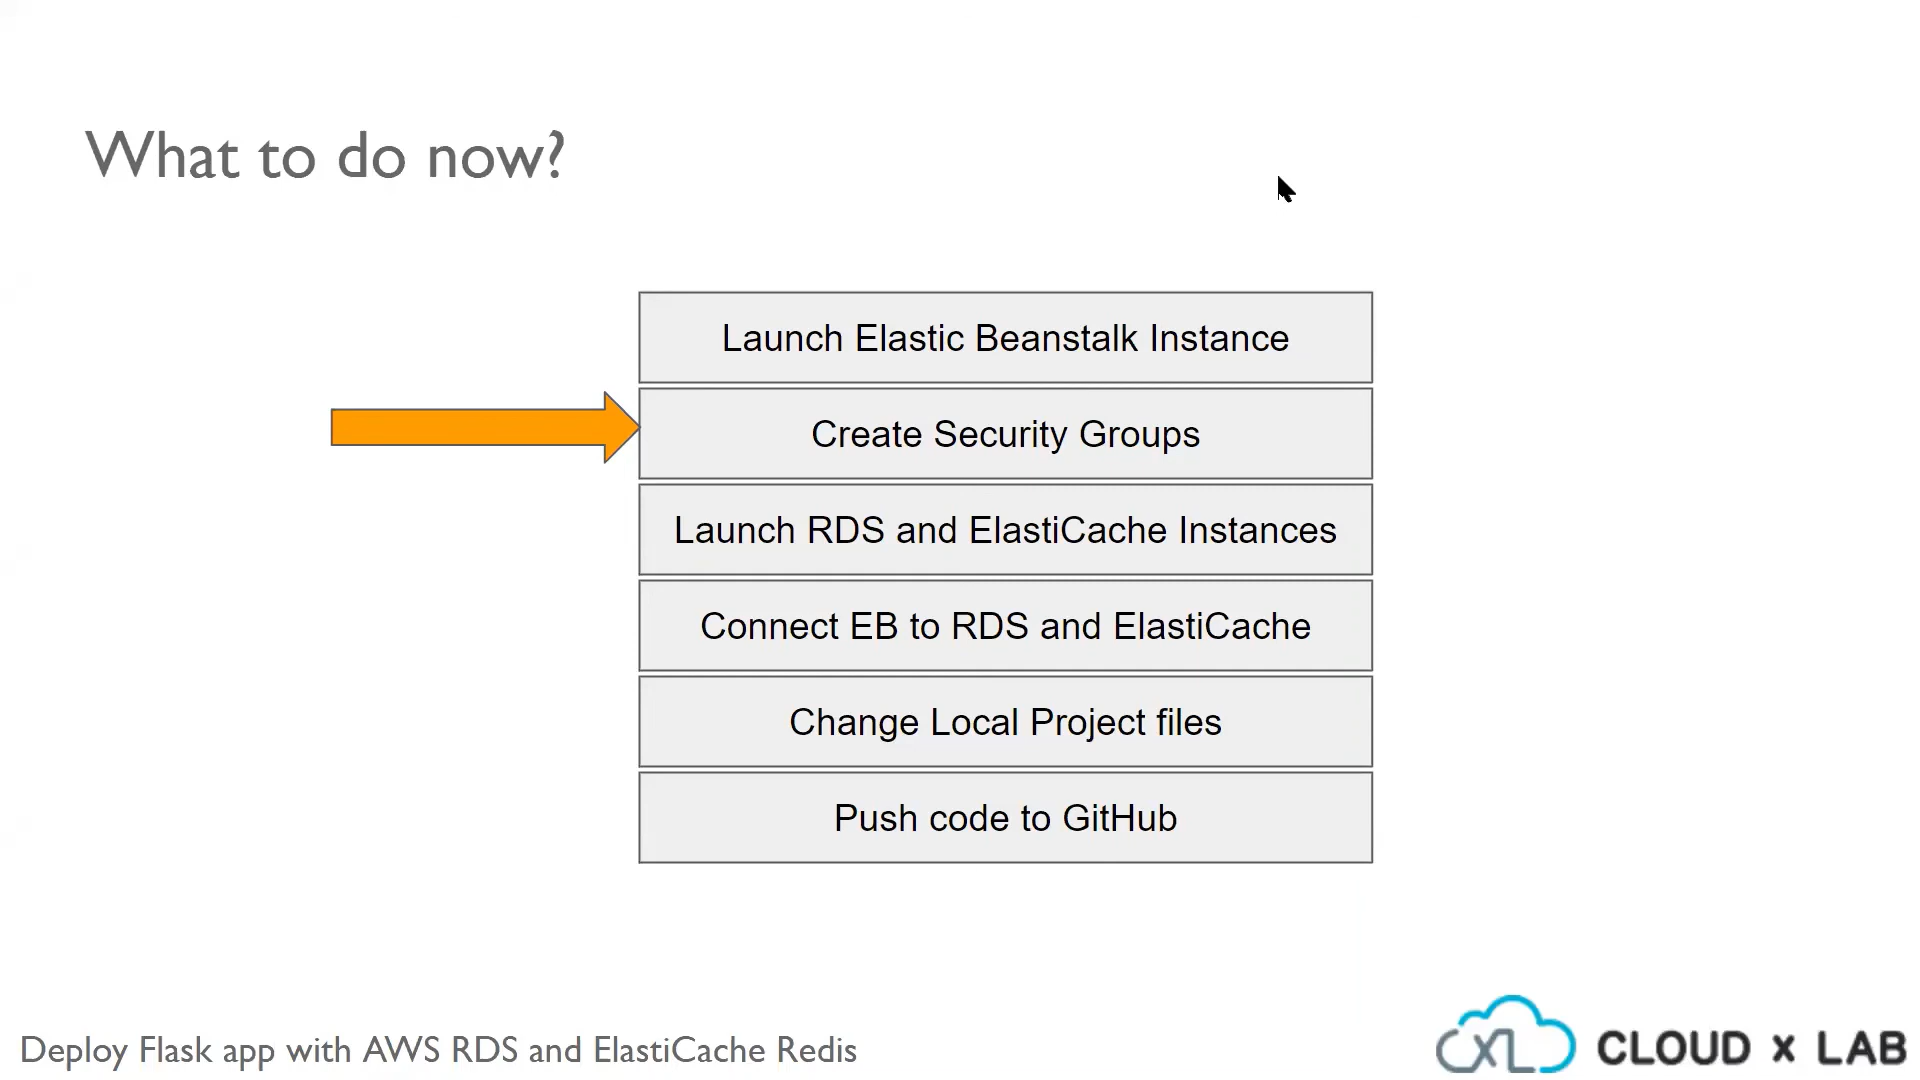 What to do now?
Launch Elastic Beanstalk Instance
Create Security Groups
Launch RDS and ElastiCache Instances
Connect EB to RDS and ElastiCache
Change Local Project files
Push code to GitHub
Deploy Flask app with AWS RDS and ElastiCache Redis
CXL CLOUD x LAB